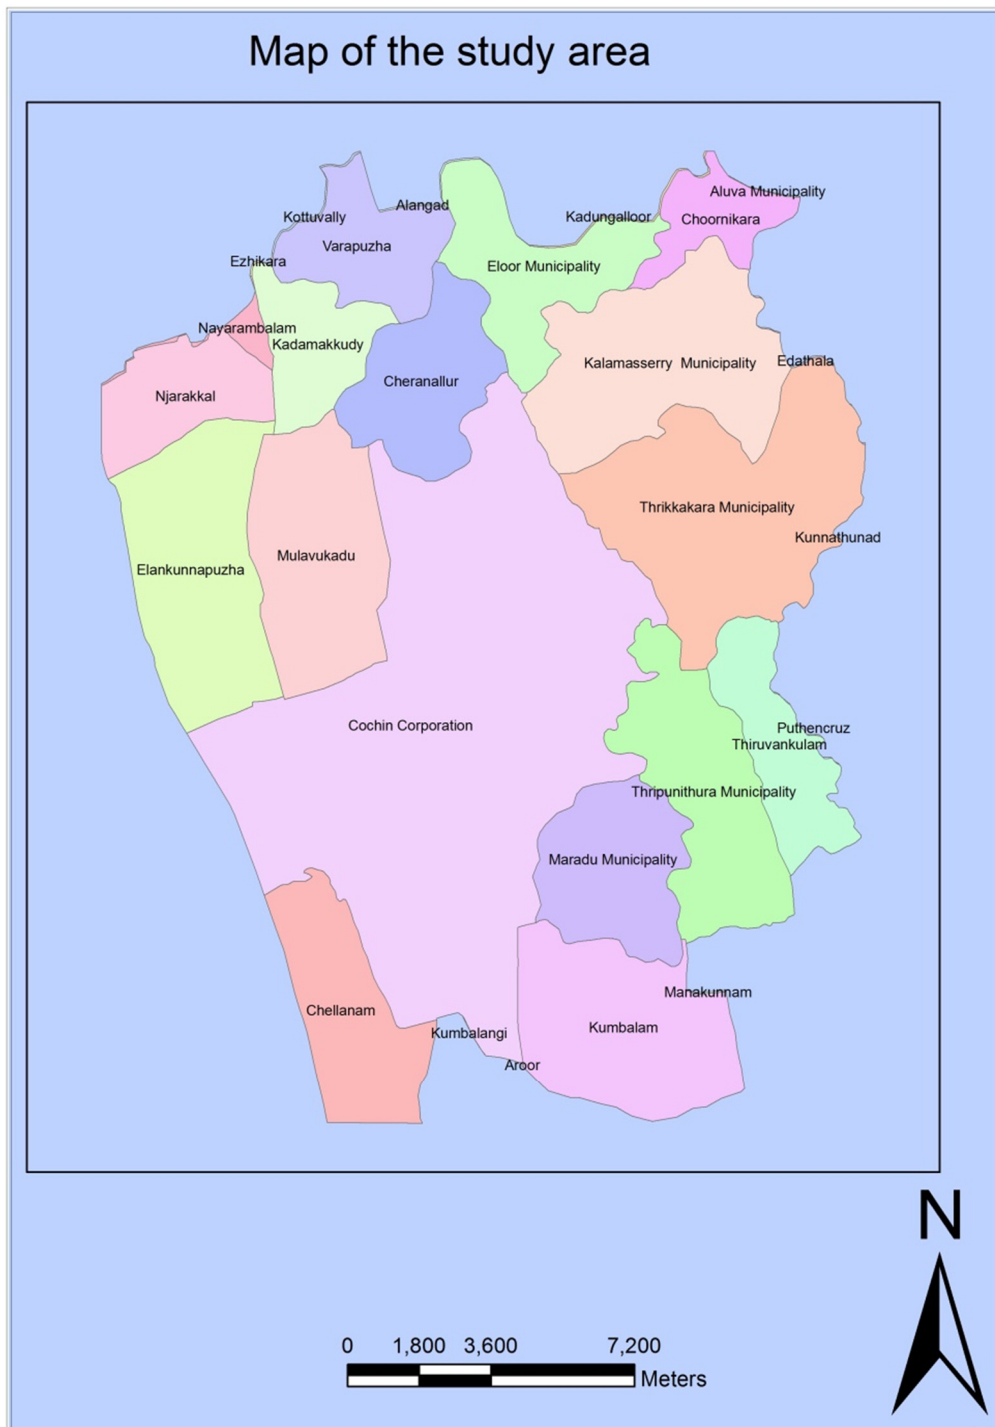 Map of the study area
Aluva Municipality
Alangad
Kottuvally
Kadungalloor
Choornikara
Varapuzha
Ezhikara
Eloor Municipality
Nayarambalam
Kadamakkudy
Kalamasserry Municipality
Edathala
Cheranallur
Njarakkal
Thrikkakara Municipality
Kunnathunad
Mulavukadu
Elankunnapuzha
Cochin Corporation
Puthencruz
Thiruvankulam
Thripunithura Municipality
Maradu Municipality
Manakunnam
Chellanam
Kumbalam
Kumbalangi
Aroor
N
0 1,800 3,600 7,200
Meters